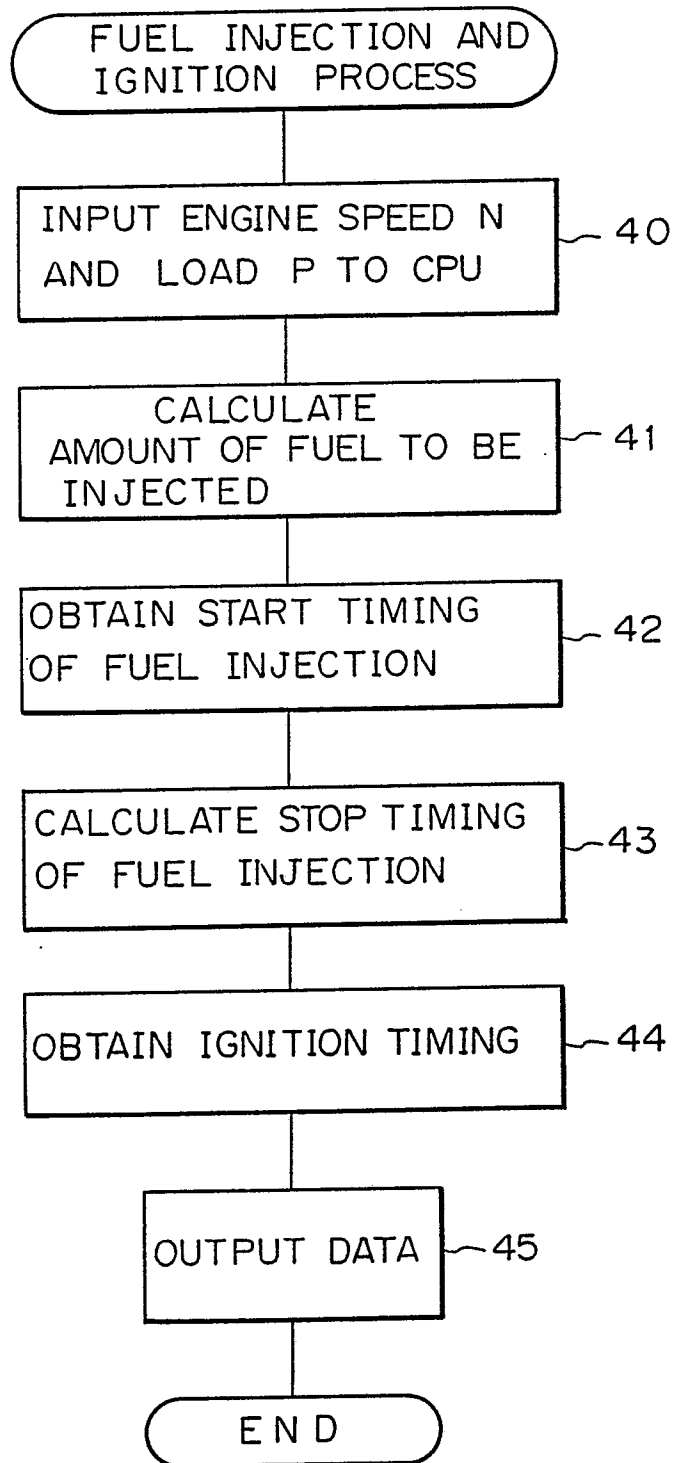 FUEL INJECTION AND
IGNITION PROCESS
INPUT ENGINE SPEED N
AND LOAD P TO CPU
40
CALCULATE
AMOUNT OF FUEL TO BE
INJECTED
41
OBTAIN START TIMING
OF FUEL INJECTION
42
CALCULATE STOP TIMING
OF FUEL INJECTION
43
OBTAIN IGNITION TIMING
44
OUTPUT DATA
45
END